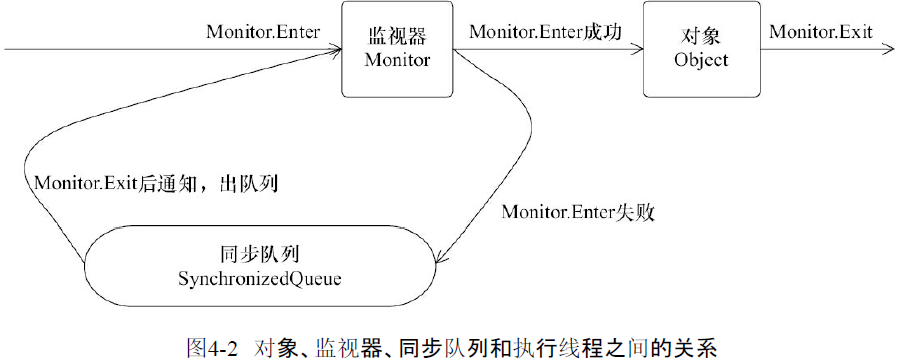 Monitor.Enter
监视器
Monitor
Monitor.Enter成功
对象
Object
Monitor.Exit
Monitor.Exit后通知，出队列
Monitor.Enter失败
同步队列
SynchronizedQueue
图4-2 对象、监视器、同步队列和执行线程之间的关系